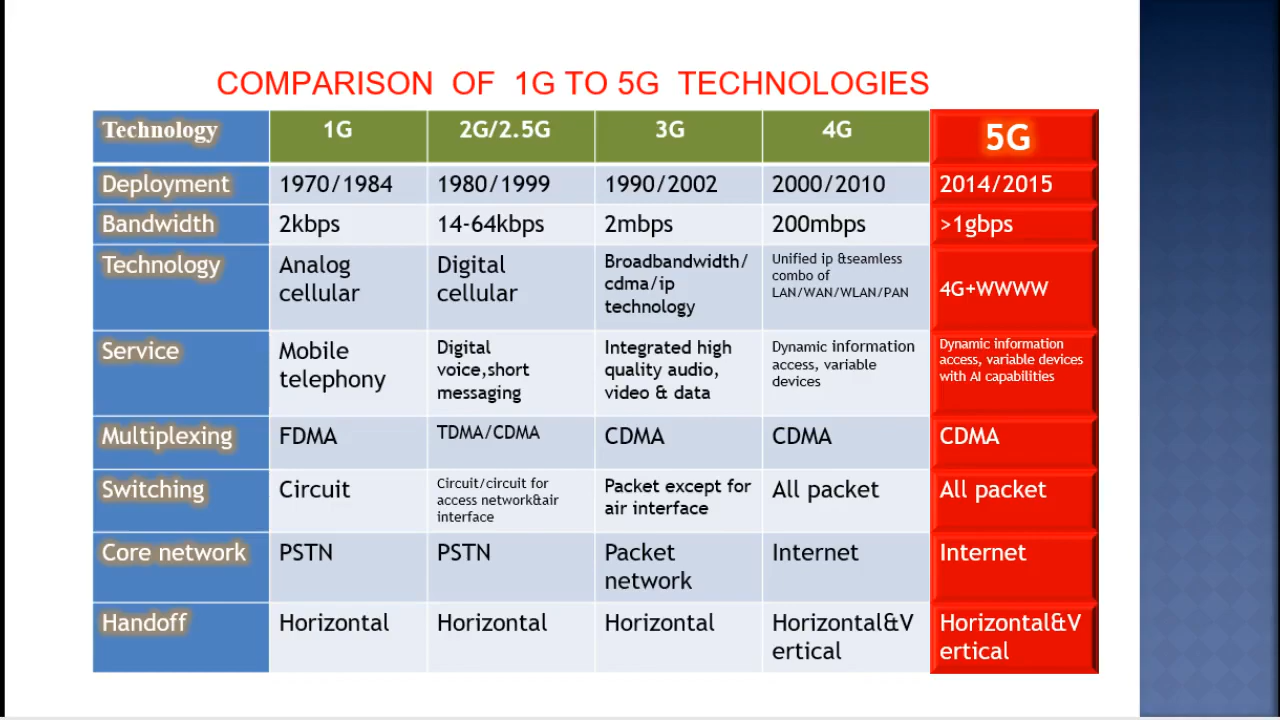 COMPARISON OF 1G TO 5G TECHNOLOGIES
Technology 1G 2G/2.5G 3G 4G 5G
Deployment 1970/1984 1980/1999 1990/2002 2000/2010 2014/2015
Bandwidth 2kbps 14-64kbps 2mbps 200mbps >1gbps
Technology
Analog
cellular
Digital
cellular
Broadbandwidth/
cdma/ip
technology
Unified ip &seamless
combo of
LAN/WAN/WLAN/PAN
4G+WWWW
Service
Mobile
telephony
Digital
voice,short
messaging
Integrated high
quality audio,
video & data
Dynamic information
access, variable
devices
Dynamic information
access, variable devices
with AI capabilities
Multiplexing FDMA TDMA/CDMA CDMA CDMA CDMA
Switching
Circuit
Circuit/circuit for
access network&air
interface
Packet except for
air interface
All packet
All packet
Core network
PSTN
PSTN
Packet
network
Internet
Internet
Handoff
Horizontal
Horizontal
Horizontal
Horizontal&V
ertical
Horizontal&V
ertical